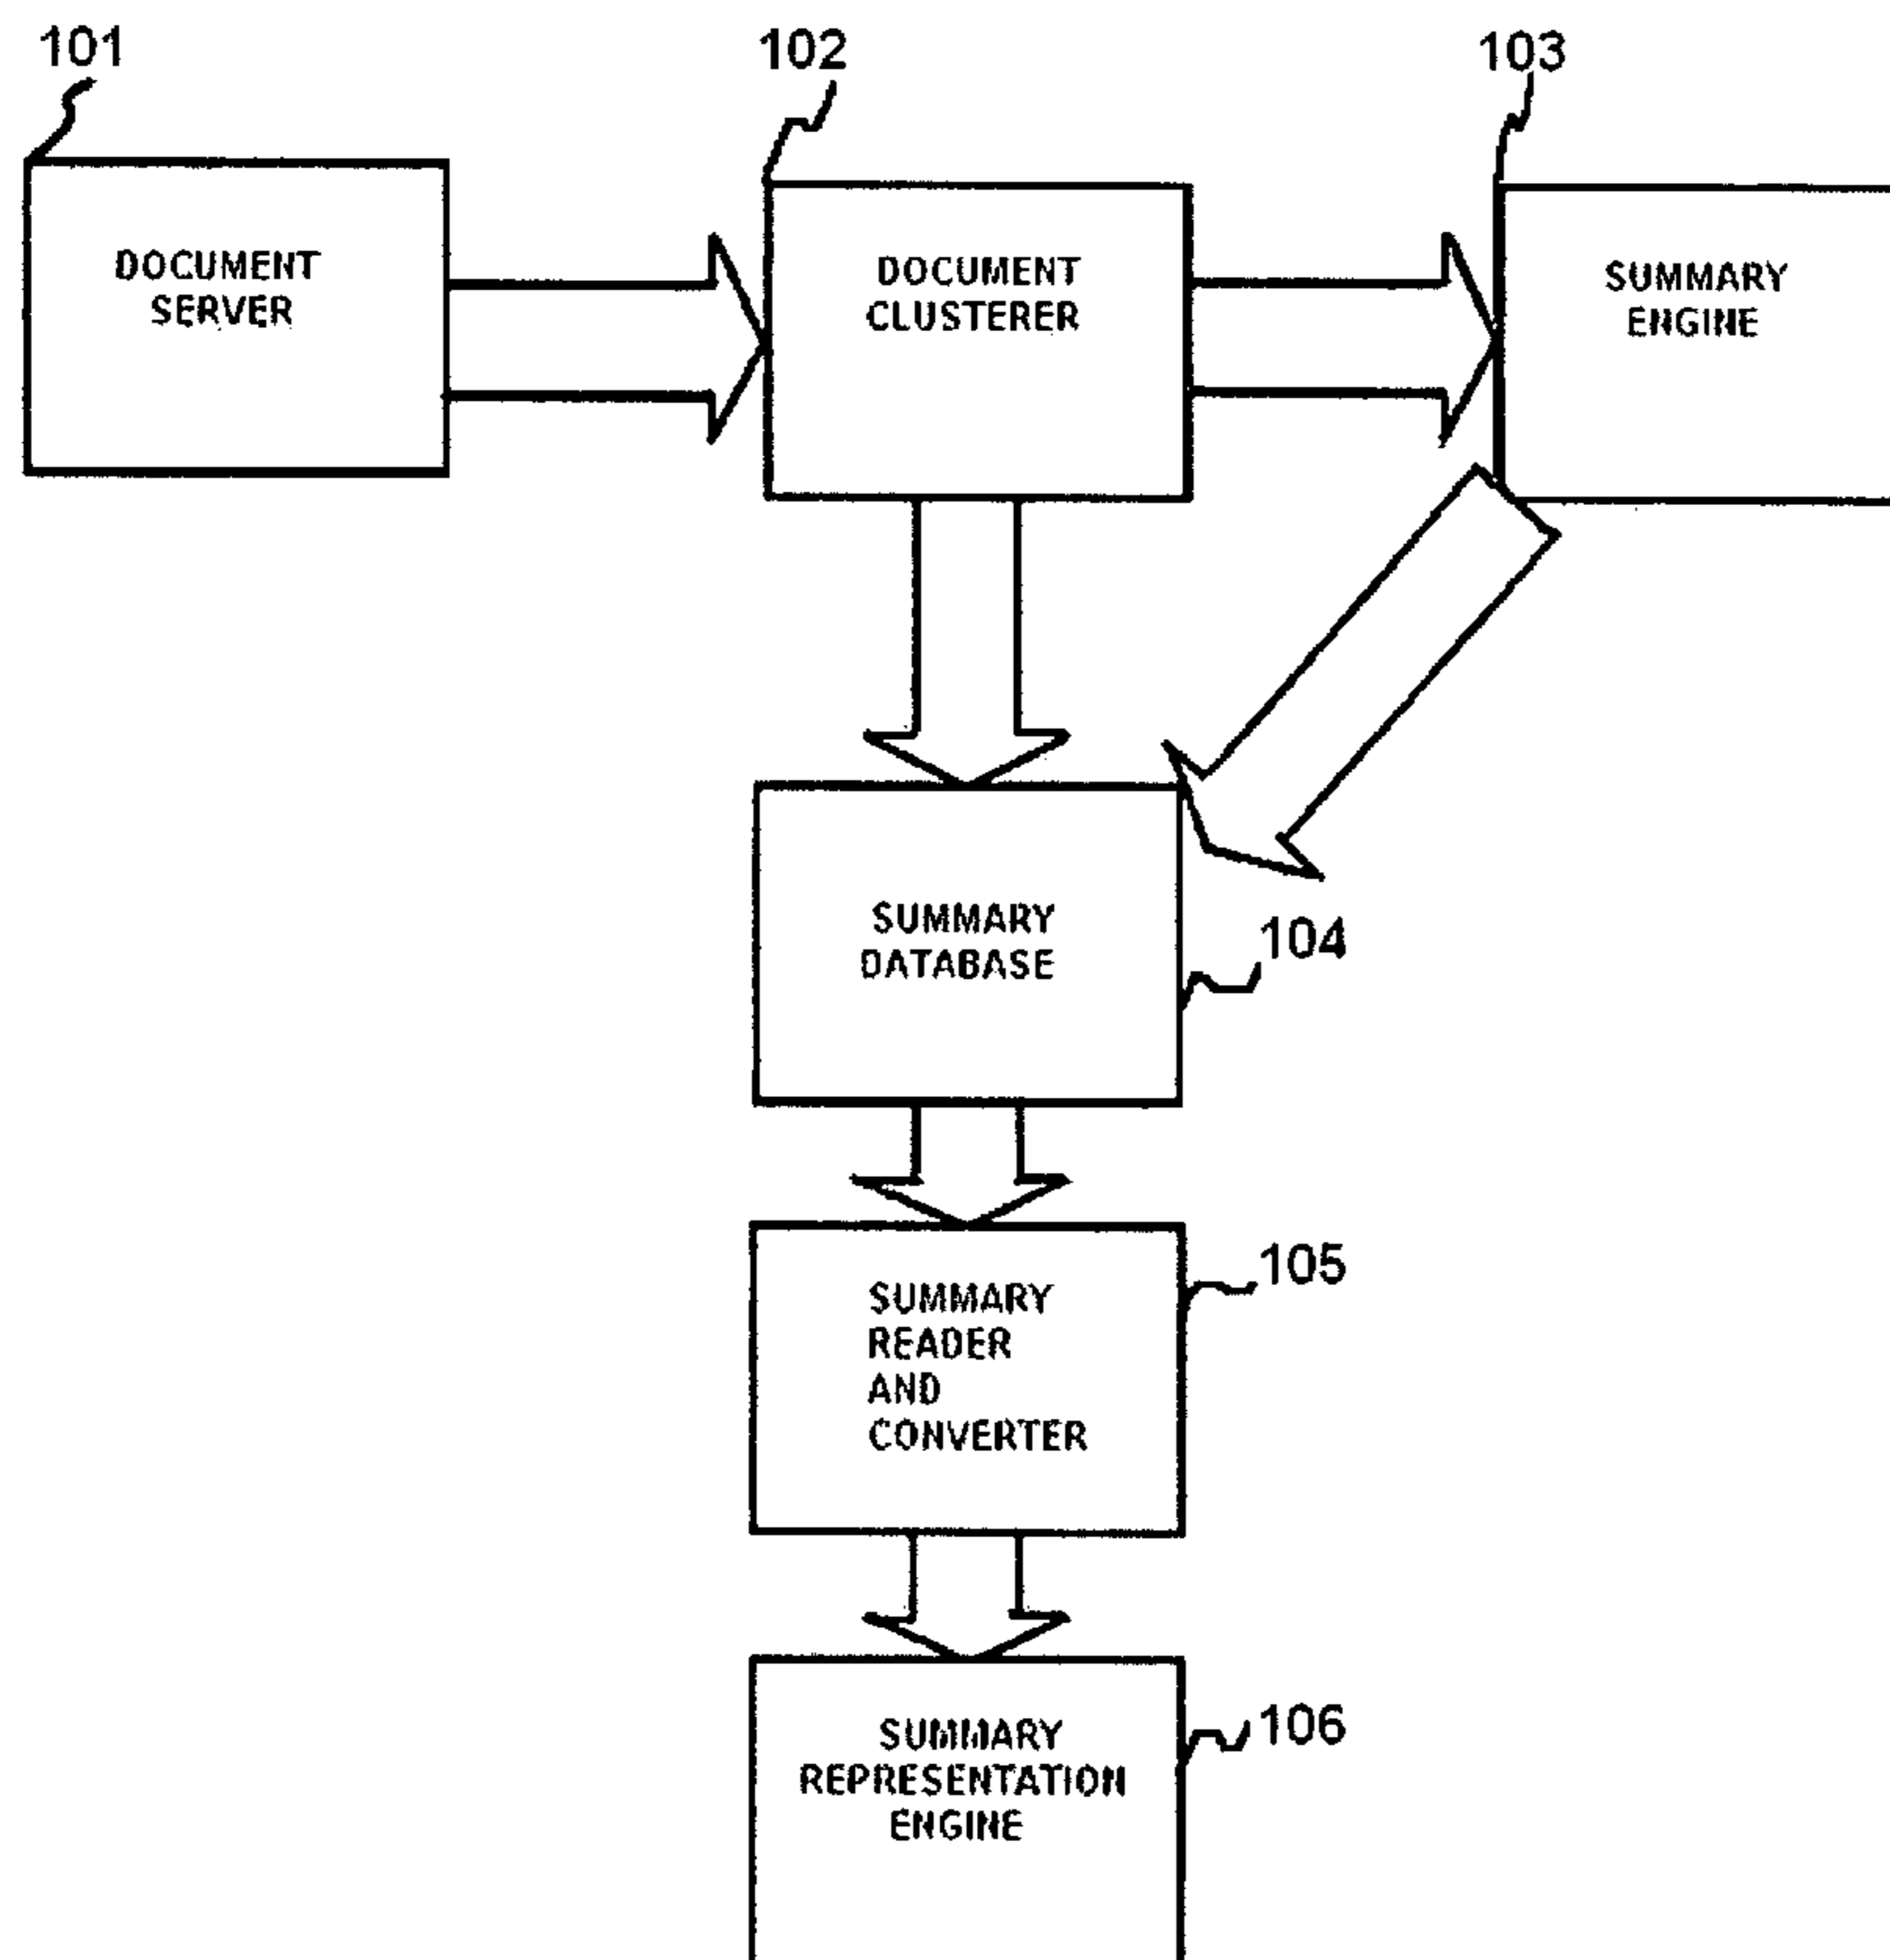 101
102
103
DOCUMENT
SERVER
DOCUMENT
CLUSTERER
SUMMARY
ENGINE
SUMMARY
DATABASE
104
SUMMARY
READER
AND
CONVERTER
105
SUMMARY
REPRESENTATION
ENGINE
106